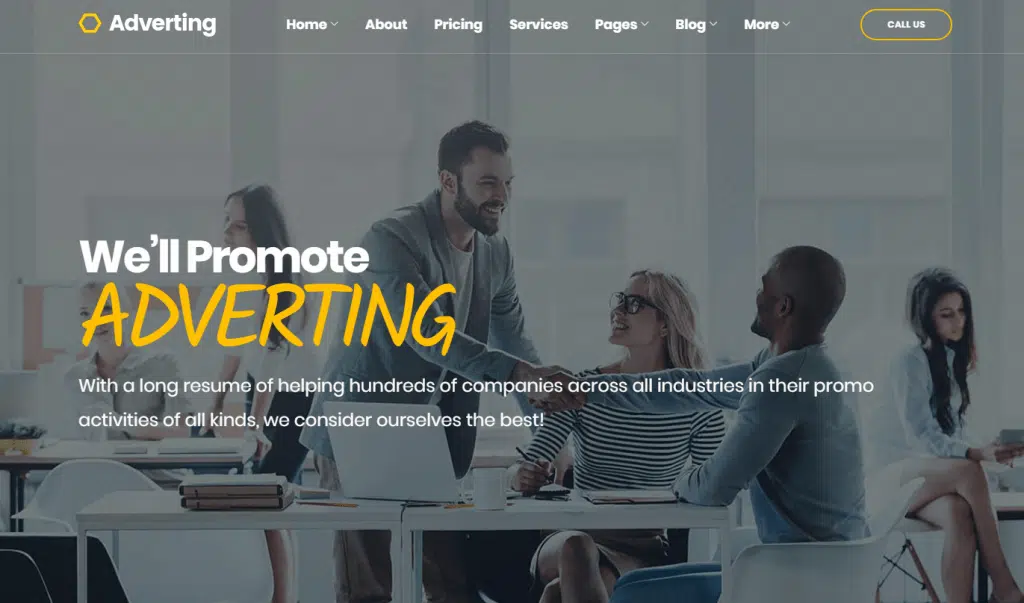 Adverting
Home
About
Pricing
Services
Pages
Blog
More
CALL US
We'll Promote
ADVERTING
With a long resume of helping hundreds of companies across all industries in their promo
activities of all kinds, we consider ourselves the best!